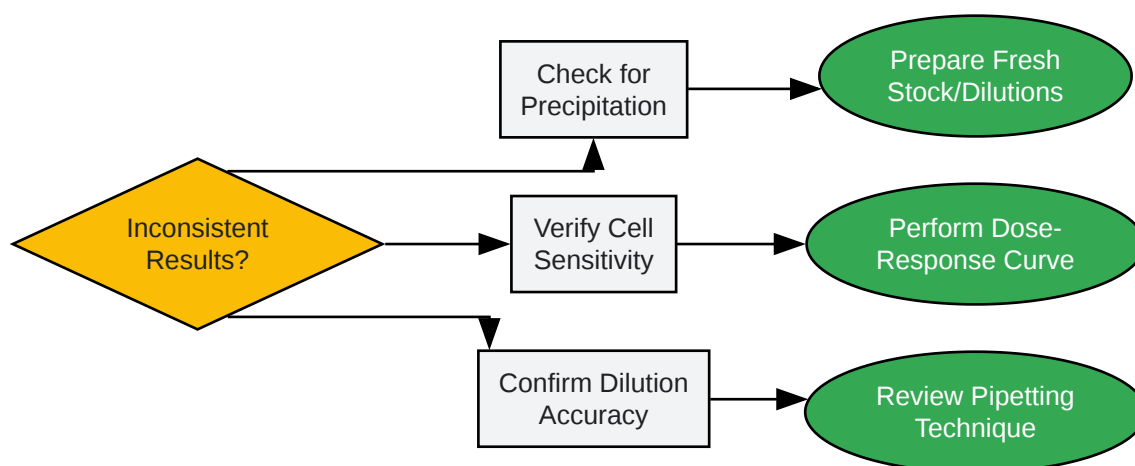 Check for
Precipitation
Prepare Fresh
Stock/Dilutions
Inconsistent
Results?
Verify Cell
Sensitivity
Perform Dose-
Response Curve
Confirm Dilution
Accuracy
Review Pipetting
Technique